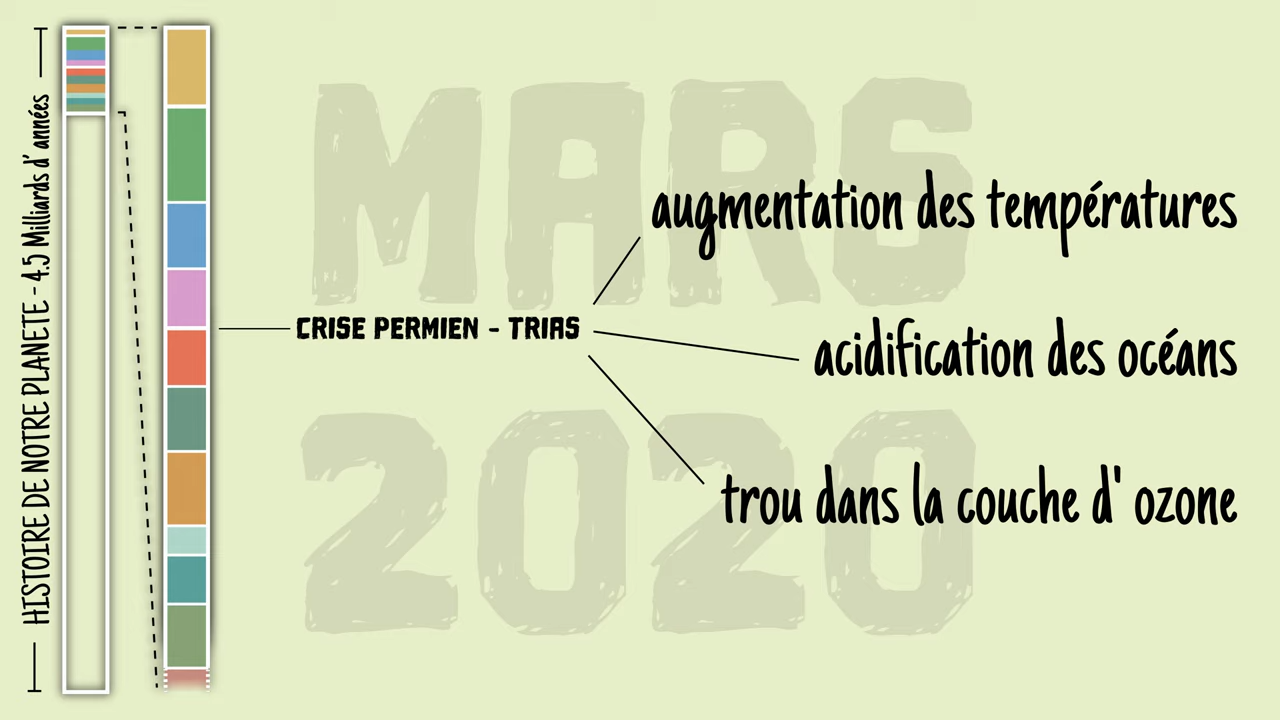 HISTOIRE DE NOTRE PLANETE - 4.5 Milliards d' années
MARS
2020
CRISE PERMIEN - TRIAS
augmentation des températures
acidification des océans
trou dans la couche d' ozone